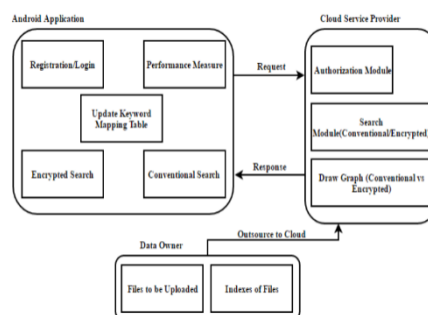 Android Application
Cloud Service Provider
Registration/Login
Performance Measure
Update Keyword
Mapping Table
Encrypted Search
Conventional Search
Request
Response
Authorization Module
Search
Module(Conventional/Encrypted)
Draw Graph (Conventional vs
Encrypted)
Outsource to Cloud
Data Owner
Files to be Uploaded
Indexes of Files